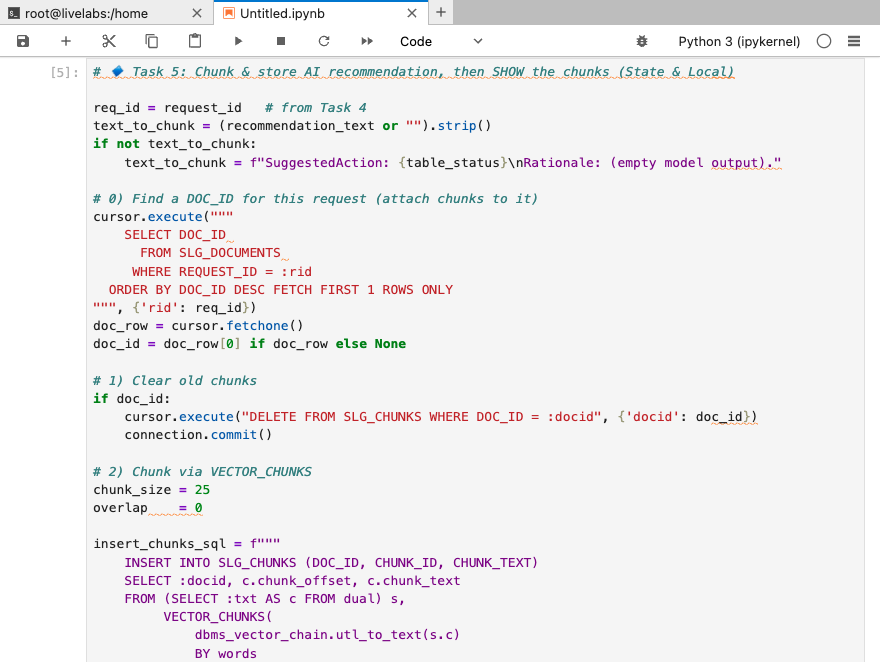 root@livelabs:/home
Untitled.ipynb
Code
Python 3 (ipykernel)
[5]: # 🔷 Task 5: Chunk & store AI recommendation, then SHOW the chunks (State & Local)
req_id = request_id   # from Task 4
text_to_chunk = (recommendation_text or "").strip()
if not text_to_chunk:
    text_to_chunk = f"SuggestedAction: {table_status}\nRationale: (empty model output)."
# 0) Find a DOC_ID for this request (attach chunks to it)
cursor.execute("""
    SELECT DOC_ID
      FROM SLG_DOCUMENTS
     WHERE REQUEST_ID = :rid
  ORDER BY DOC_ID DESC FETCH FIRST 1 ROWS ONLY
""", {'rid': req_id})
doc_row = cursor.fetchone()
doc_id = doc_row[0] if doc_row else None
# 1) Clear old chunks
if doc_id:
    cursor.execute("DELETE FROM SLG_CHUNKS WHERE DOC_ID = :docid", {'docid': doc_id})
    connection.commit()
# 2) Chunk via VECTOR_CHUNKS
chunk_size = 25
overlap    = 0
insert_chunks_sql = f"""
    INSERT INTO SLG_CHUNKS (DOC_ID, CHUNK_ID, CHUNK_TEXT)
    SELECT :docid, c.chunk_offset, c.chunk_text
    FROM (SELECT :txt AS c FROM dual) s,
         VECTOR_CHUNKS(
             dbms_vector_chain.utl_to_text(s.c)
             BY words